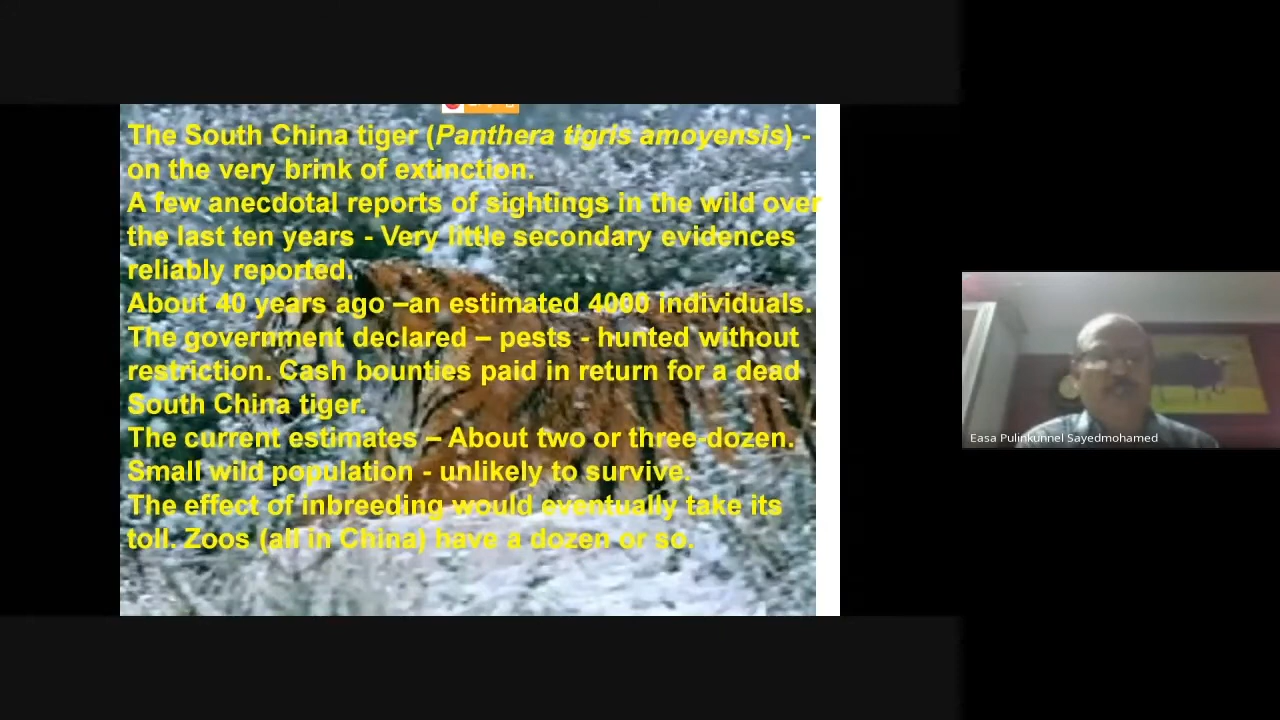 The South China tiger (Panthera tigris amoyensis) -
on the very brink of extinction.
A few anecdotal reports of sightings in the wild over
the last ten years - Very little secondary evidences
reliably reported.
About 40 years ago –an estimated 4000 individuals.
The government declared – pests - hunted without
restriction. Cash bounties paid in return for a dead
South China tiger.
The current estimates – About two or three-dozen.
Small wild population - unlikely to survive.
The effect of inbreeding would eventually take its
toll. Zoos (all in China) have a dozen or so.
Easa Pulinkunnel Sayedmohamed